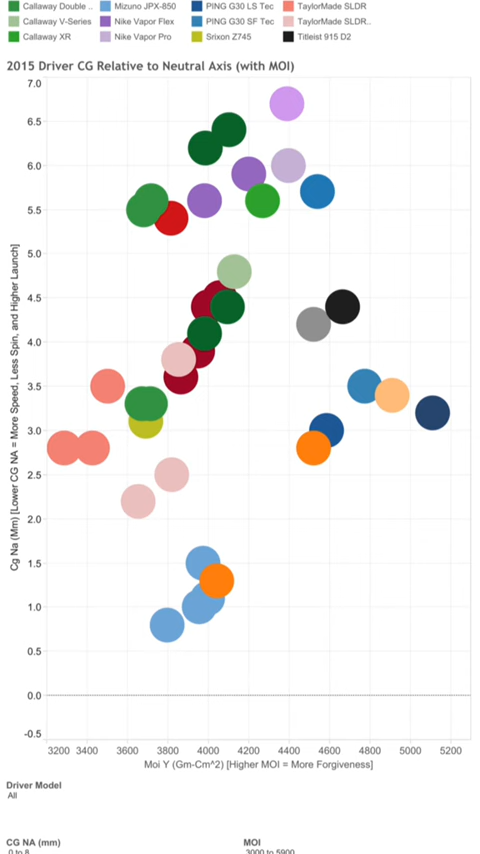 Callaway Double .. Mizuno JPX-850 PING G30 LS Tec TaylorMade SLDR
Callaway V-Series Nike Vapor Flex PING G30 SF Tec TaylorMade SLDR..
Callaway XR Nike Vapor Pro Srixon Z745 Titleist 915 D2
2015 Driver CG Relative to Neutral Axis (with MOI)
Cg Na (Mm) [Lower CG NA = More Speed, Less Spin, and Higher Launch]
7.0
6.5
6.0
5.5
5.0
4.5
4.0
3.5
3.0
2.5
2.0
1.5
1.0
0.5
0.0
-0.5
3200 3400 3600 3800 4000 4200 4400 4600 4800 5000 5200
Moi Y (Gm-Cm^2) [Higher MOI = More Forgiveness]
Driver Model
All
CG NA (mm) MOI
0 to 8 3000 to 5900